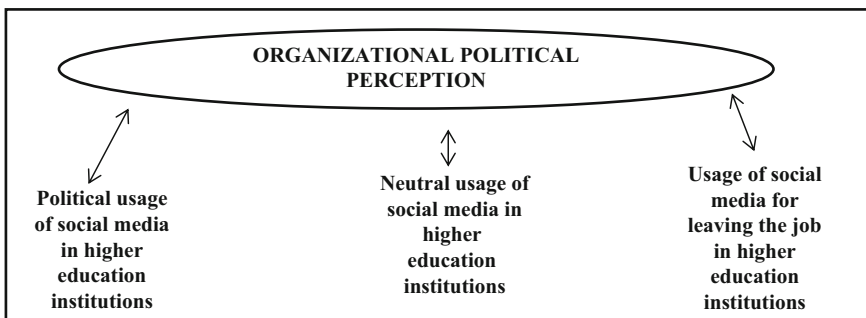 ORGANIZATIONAL POLITICAL
PERCEPTION
Political usage
of social media
in higher
education
institutions
Neutral usage of
social media in
higher
education
institutions
Usage of social
media for
leaving the job
in higher
education
institutions